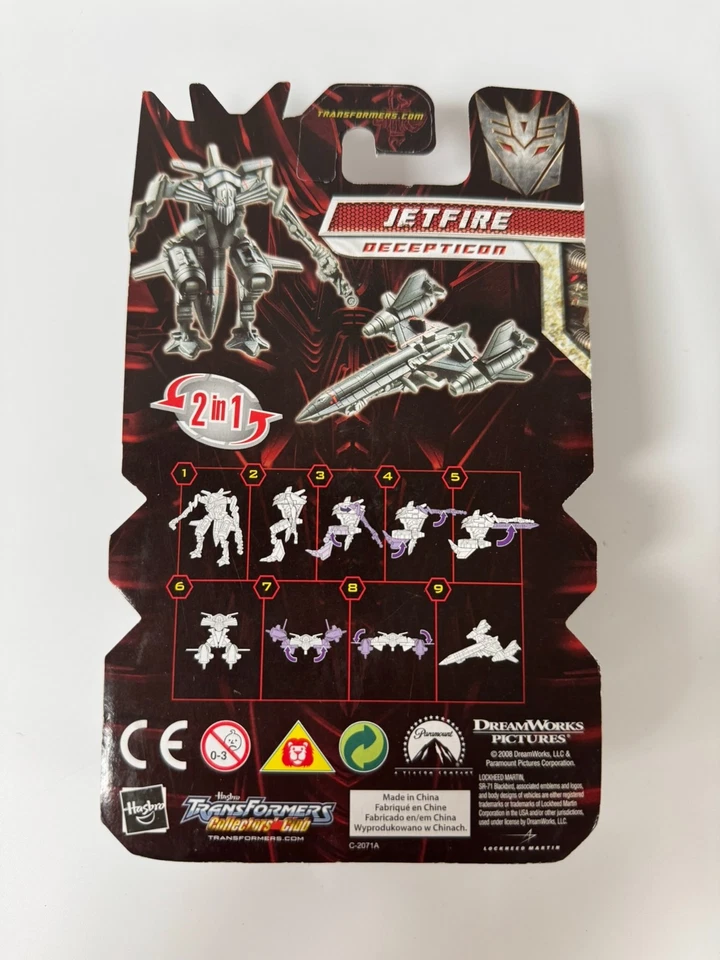 TRANSFORMERS.COM
JETFIRE
DECEPTICON
2 in 1
1 2 3 4 5
6 7 8 9
CE
0-3
Paramount
A VIACOM COMPANY
DREAMWORKS
PICTURES
© 2008 DreamWorks, LLC &
Paramount Pictures Corporation.
LOCKHEED MARTIN,
SR-71 Blackbird, associated emblems and logos,
and body designs of vehicles are either registered
trademarks or trademarks of Lockheed Martin
Corporation in the USA and/or other jurisdictions,
used under license by DreamWorks, LLC.
LOCKHEED MARTIN
Hasbro
Hasbro
TRANSFORMERS
Collectors' Club
TRANSFORMERS.COM
Made in China
Fabriqué en Chine
Fabricado en/em China
Wyprodukowano w Chinach.
C-2071A